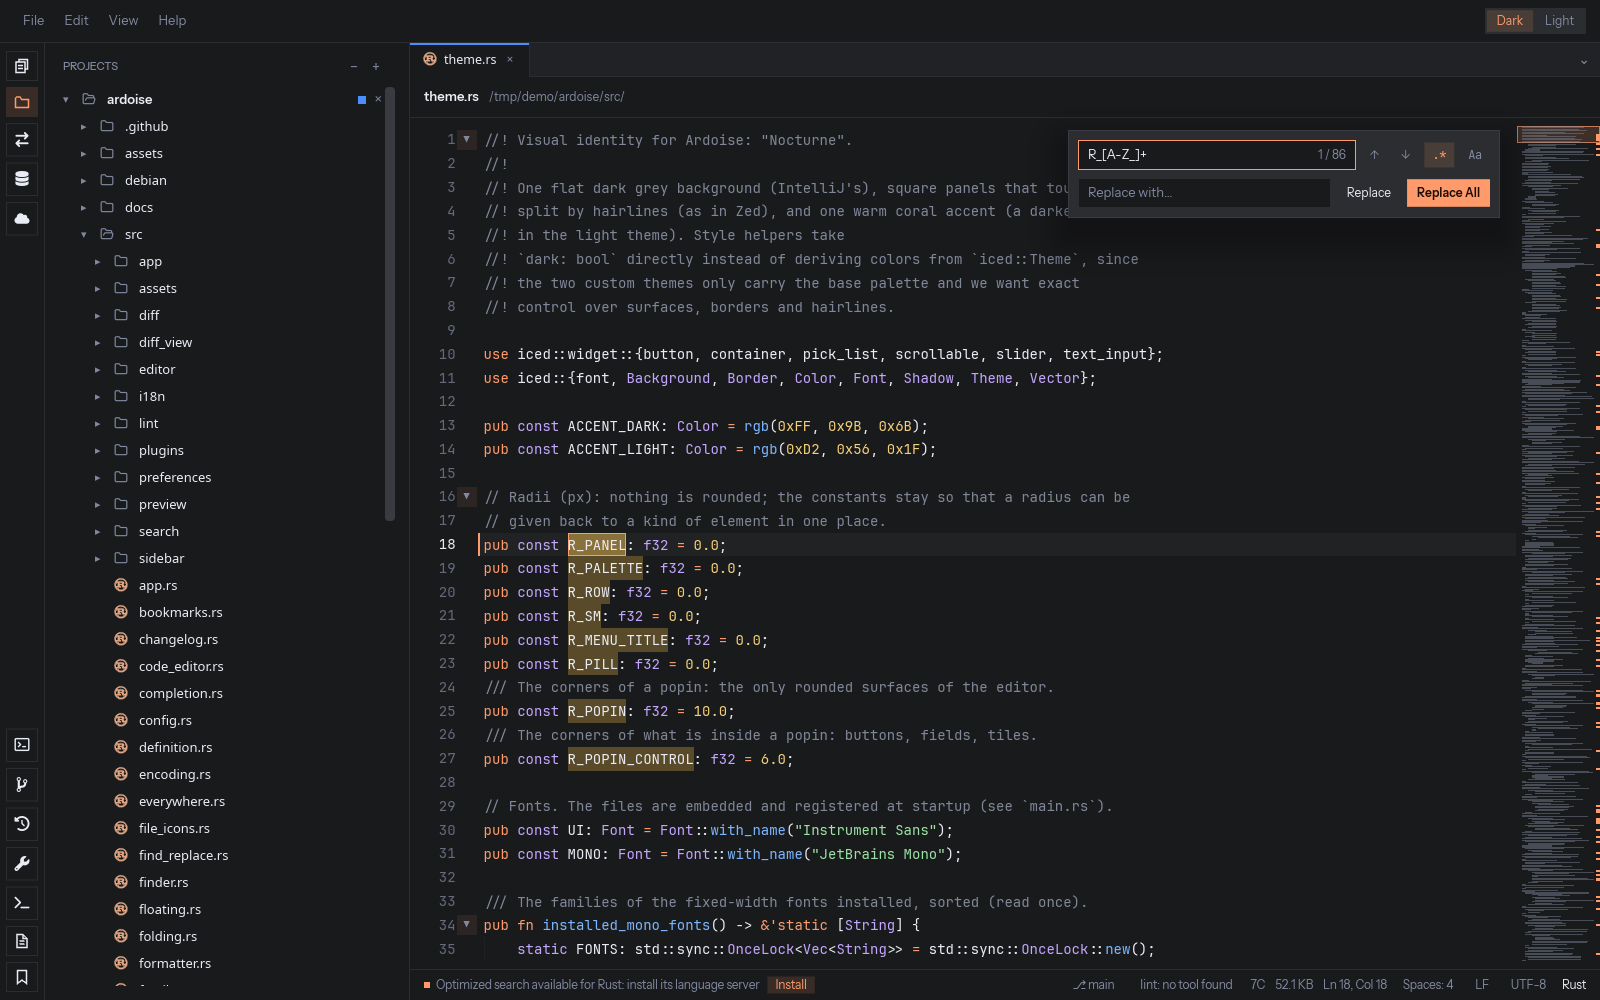 File Edit View Help
Dark Light
PROJECTS
ardoise
.github
assets
debian
docs
src
app
assets
diff
diff_view
editor
i18n
lint
plugins
preferences
preview
search
sidebar
app.rs
bookmarks.rs
changelog.rs
code_editor.rs
completion.rs
config.rs
definition.rs
encoding.rs
everywhere.rs
file_icons.rs
find_replace.rs
finder.rs
floating.rs
folding.rs
formatter.rs
theme.rs ×
theme.rs /tmp/demo/ardoise/src/
R_[A-Z_]+ 1/86 ↑ ↓ .* Aa
Replace with... Replace Replace All
1 //! Visual identity for Ardoise: "Nocturne".
2 //!
3 //! One flat dark grey background (IntelliJ's), square panels that tou
4 //! split by hairlines (as in Zed), and one warm coral accent (a darke
5 //! in the light theme). Style helpers take
6 //! `dark: bool` directly instead of deriving colors from `iced::Theme`, since
7 //! the two custom themes only carry the base palette and we want exact
8 //! control over surfaces, borders and hairlines.
9
10 use iced::widget::{button, container, pick_list, scrollable, slider, text_input};
11 use iced::{font, Background, Border, Color, Font, Shadow, Theme, Vector};
12
13 pub const ACCENT_DARK: Color = rgb(0xFF, 0x9B, 0x6B);
14 pub const ACCENT_LIGHT: Color = rgb(0xD2, 0x56, 0x1F);
15
16 // Radii (px): nothing is rounded; the constants stay so that a radius can be
17 // given back to a kind of element in one place.
18 pub const R_PANEL: f32 = 0.0;
19 pub const R_PALETTE: f32 = 0.0;
20 pub const R_ROW: f32 = 0.0;
21 pub const R_SM: f32 = 0.0;
22 pub const R_MENU_TITLE: f32 = 0.0;
23 pub const R_PILL: f32 = 0.0;
24 /// The corners of a popin: the only rounded surfaces of the editor.
25 pub const R_POPIN: f32 = 10.0;
26 /// The corners of what is inside a popin: buttons, fields, tiles.
27 pub const R_POPIN_CONTROL: f32 = 6.0;
28
29 // Fonts. The files are embedded and registered at startup (see `main.rs`).
30 pub const UI: Font = Font::with_name("Instrument Sans");
31 pub const MONO: Font = Font::with_name("JetBrains Mono");
32
33 /// The families of the fixed-width fonts installed, sorted (read once).
34 pub fn installed_mono_fonts() -> &'static [String] {
35 static FONTS: std::sync::OnceLock<Vec<String>> = std::sync::OnceLock::new();
Optimized search available for Rust: install its language server Install main lint: no tool found 7C 52.1 KB Ln 18, Col 18 Spaces: 4 LF UTF-8 Rust